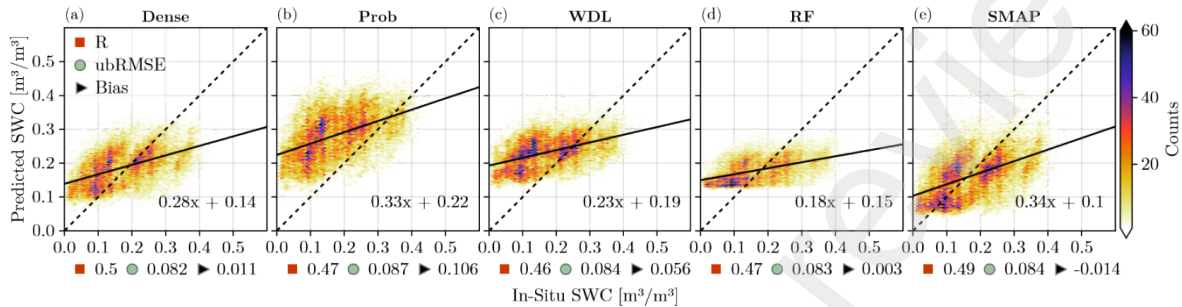 (a) Dense (b) Prob (c) WDL (d) RF (e) SMAP
Predicted SWC [m³/m³]
0.6
0.5
0.4
0.3
0.2
0.1
0.0
R
ubRMSE
Bias
0.28x + 0.14
0.33x + 0.22
0.23x + 0.19
0.18x + 0.15
0.34x + 0.1
60
40
20
Counts
0.0 0.1 0.2 0.3 0.4 0.5 0.0 0.1 0.2 0.3 0.4 0.5 0.0 0.1 0.2 0.3 0.4 0.5 0.0 0.1 0.2 0.3 0.4 0.5 0.0 0.1 0.2 0.3 0.4 0.5
0.5 0.082 0.011 0.47 0.087 0.106 0.46 0.084 0.056 0.47 0.083 0.003 0.49 0.084 -0.014
In-Situ SWC [m³/m³]